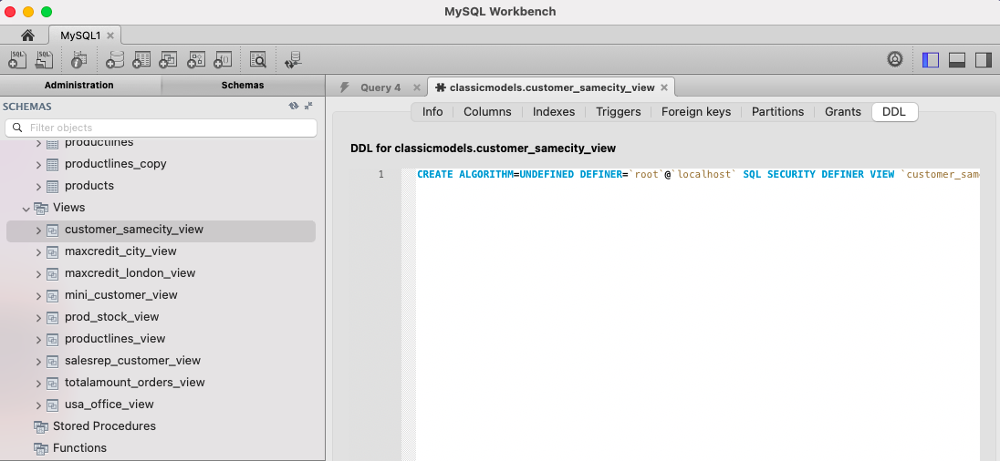 MySQL Workbench
MySQL1
SQL SQL
Administration Schemas
SCHEMAS
Filter objects
productlines
productlines_copy
products
Views
customer_samecity_view
maxcredit_city_view
maxcredit_london_view
mini_customer_view
prod_stock_view
productlines_view
salesrep_customer_view
totalamount_orders_view
usa_office_view
Stored Procedures
Functions
Query 4 classicmodels.customer_samecity_view
Info Columns Indexes Triggers Foreign keys Partitions Grants DDL
DDL for classicmodels.customer_samecity_view
1 CREATE ALGORITHM=UNDEFINED DEFINER=`root`@`localhost` SQL SECURITY DEFINER VIEW `customer_sam